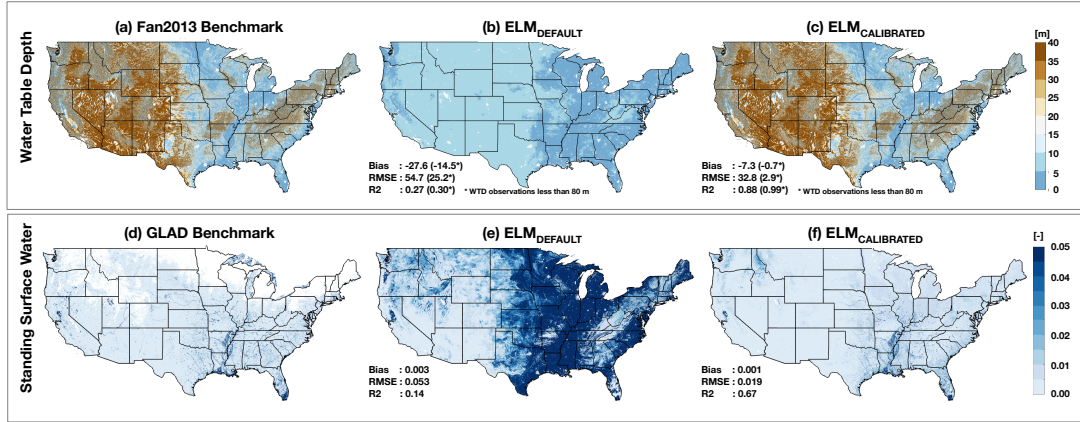 Water Table Depth
(a) Fan2013 Benchmark
(b) ELM_DEFAULT
(c) ELM_CALIBRATED
[m]
40
35
30
25
20
15
10
5
0
Bias : -27.6 (-14.5*)
RMSE : 54.7 (25.2*)
R2 : 0.27 (0.30*)
* WTD observations less than 80 m
Bias : -7.3 (-0.7*)
RMSE : 32.8 (2.9*)
R2 : 0.88 (0.99*)
* WTD observations less than 80 m
Standing Surface Water
(d) GLAD Benchmark
(e) ELM_DEFAULT
(f) ELM_CALIBRATED
[-]
0.05
0.04
0.03
0.02
0.01
0.00
Bias : 0.003
RMSE : 0.053
R2 : 0.14
Bias : 0.001
RMSE : 0.019
R2 : 0.67